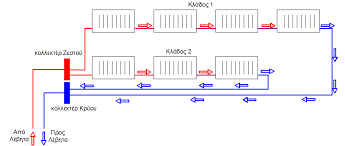 Κλάδος 1
κολλεκτέρ Ζεστού
Κλάδος 2
κολλεκτέρ Κρύου
Από Λέβητα
Προς Λέβητα